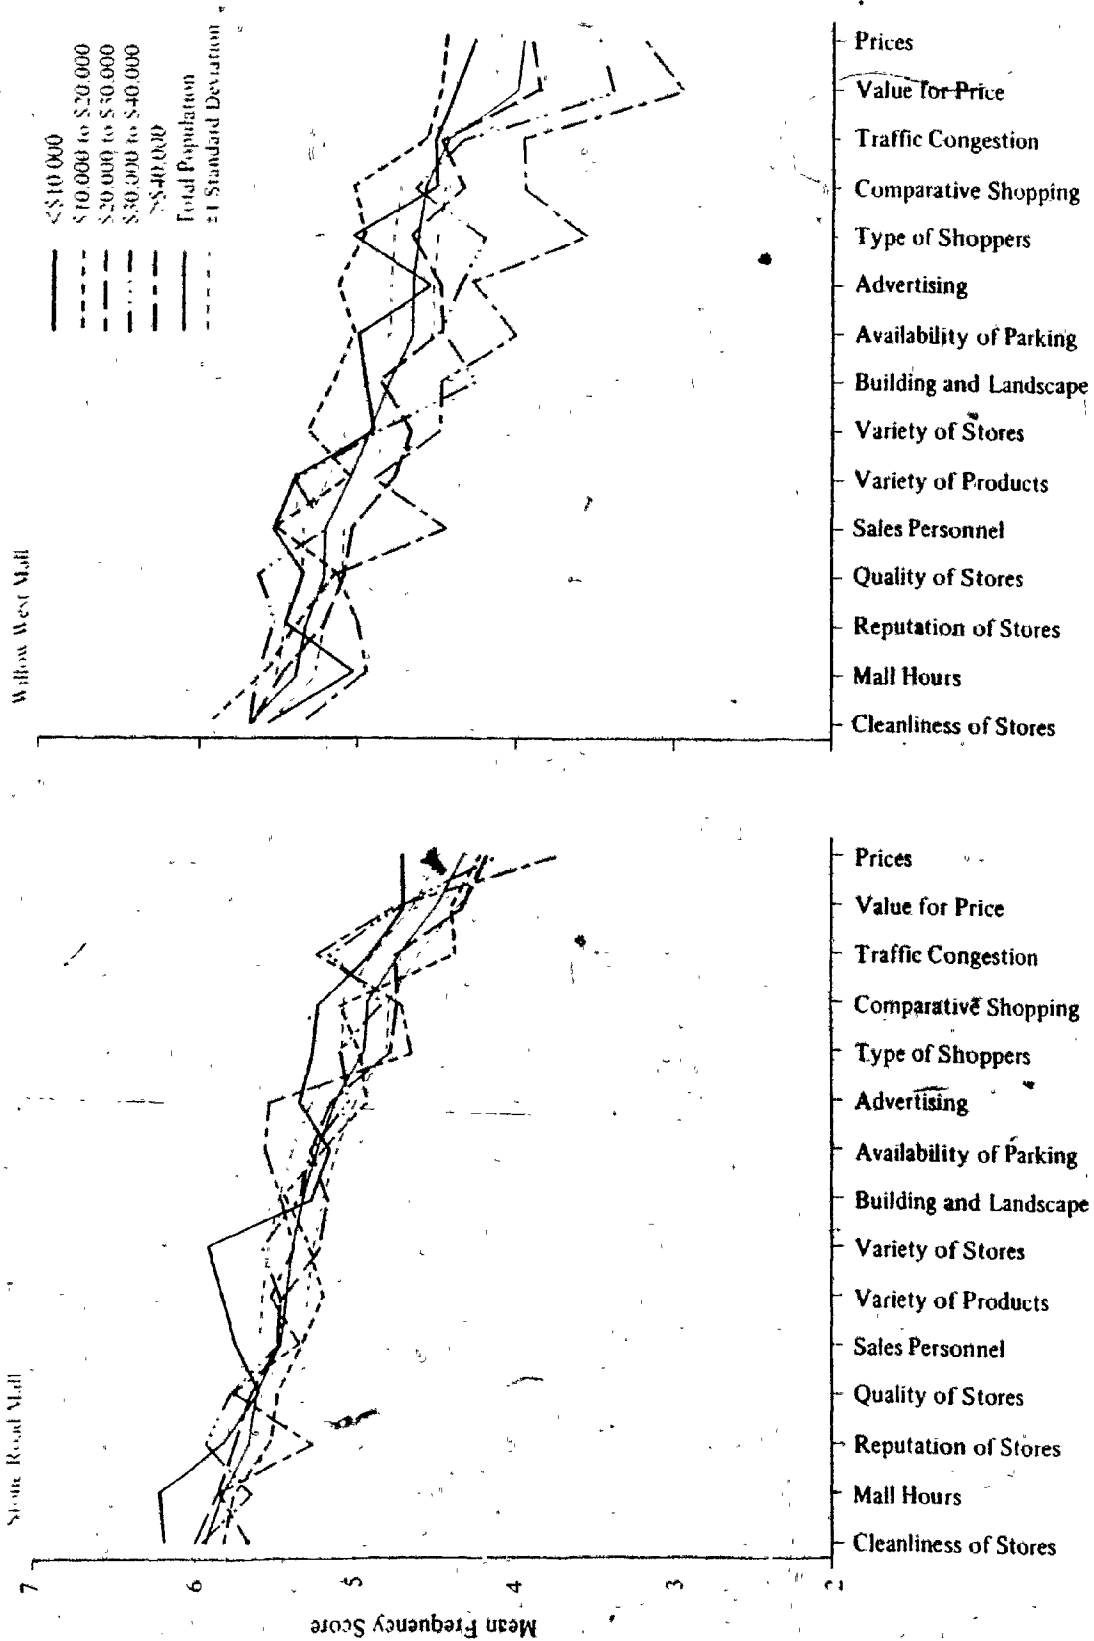 Willow West Mall
<$10,000
$10,000 to $20,000
$20,000 to $30,000
$30,000 to $40,000
>$40,000
Total Population
±1 Standard Deviation
Prices
Value for Price
Traffic Congestion
Comparative Shopping
Type of Shoppers
Advertising
Availability of Parking
Building and Landscape
Variety of Stores
Variety of Products
Sales Personnel
Quality of Stores
Reputation of Stores
Mall Hours
Cleanliness of Stores
Stone Road Mall
Prices
Value for Price
Traffic Congestion
Comparative Shopping
Type of Shoppers
Advertising
Availability of Parking
Building and Landscape
Variety of Stores
Variety of Products
Sales Personnel
Quality of Stores
Reputation of Stores
Mall Hours
Cleanliness of Stores
7
6
5
4
3
2
Mean Frequency Score